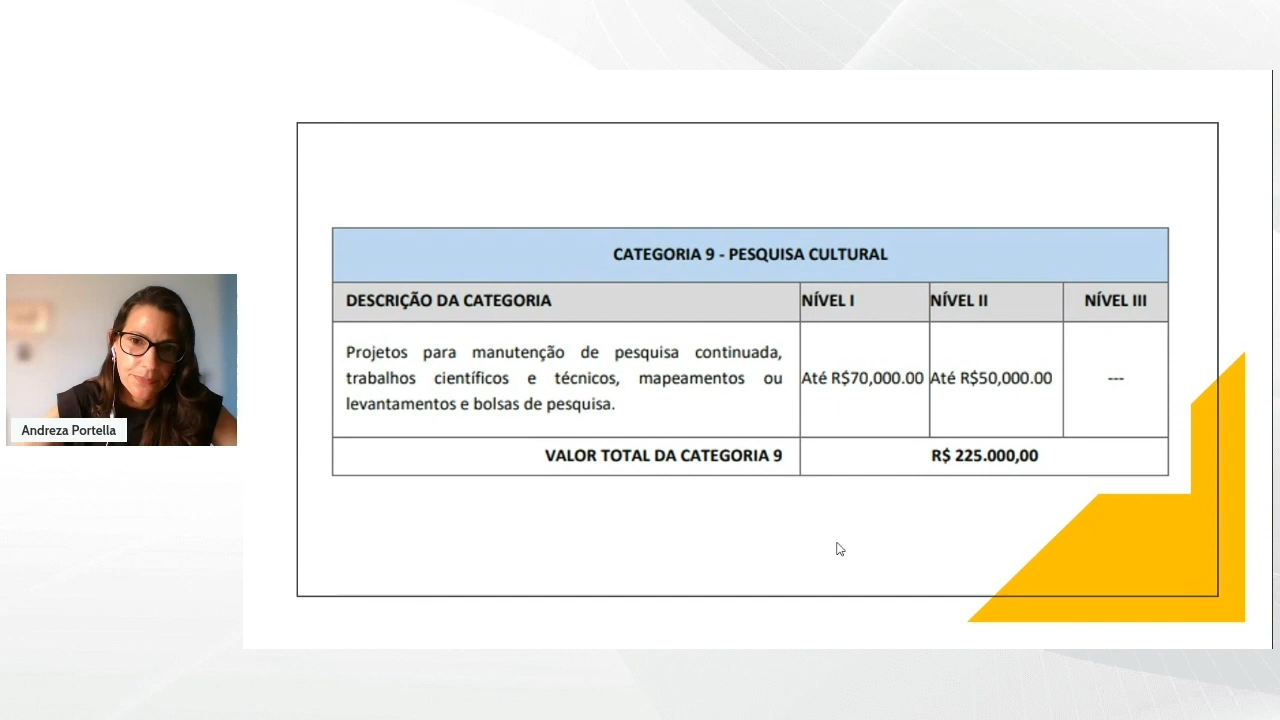 CATEGORIA 9 - PESQUISA CULTURAL
DESCRIÇÃO DA CATEGORIA NÍVEL I NÍVEL II NÍVEL III
Projetos para manutenção de pesquisa continuada,
trabalhos científicos e técnicos, mapeamentos ou
levantamentos e bolsas de pesquisa.
Até R$70,000.00 Até R$50,000.00 ---
VALOR TOTAL DA CATEGORIA 9 R$ 225.000,00
Andreza Portella